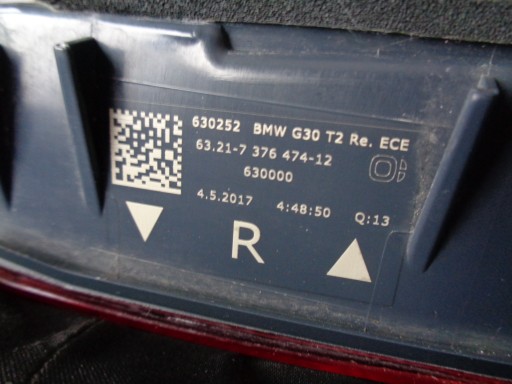 630252 BMW G30 T2 Re. ECE
63.21-7 376 474-12
630000
4.5.2017 4:48:50 Q:13
R